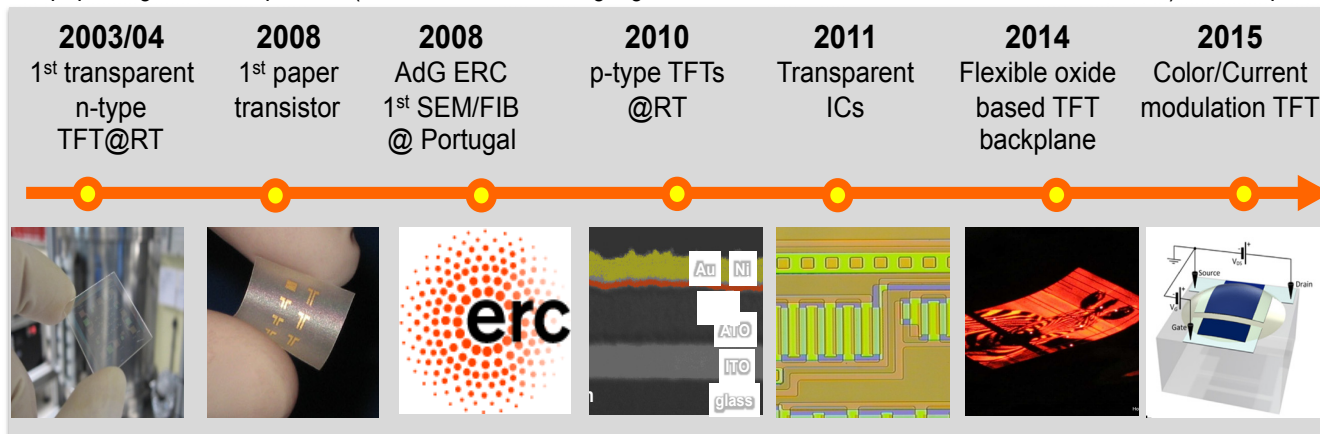 2003/04
1st transparent
n-type
TFT@RT
2008
1st paper
transistor
2008
AdG ERC
1st SEM/FIB
@ Portugal
2010
p-type TFTs
@RT
2011
Transparent
ICs
2014
Flexible oxide
based TFT
backplane
2015
Color/Current
modulation TFT
erc
Au Ni
ATO
ITO
glass
VDS
Source
Drain
VG
Gate